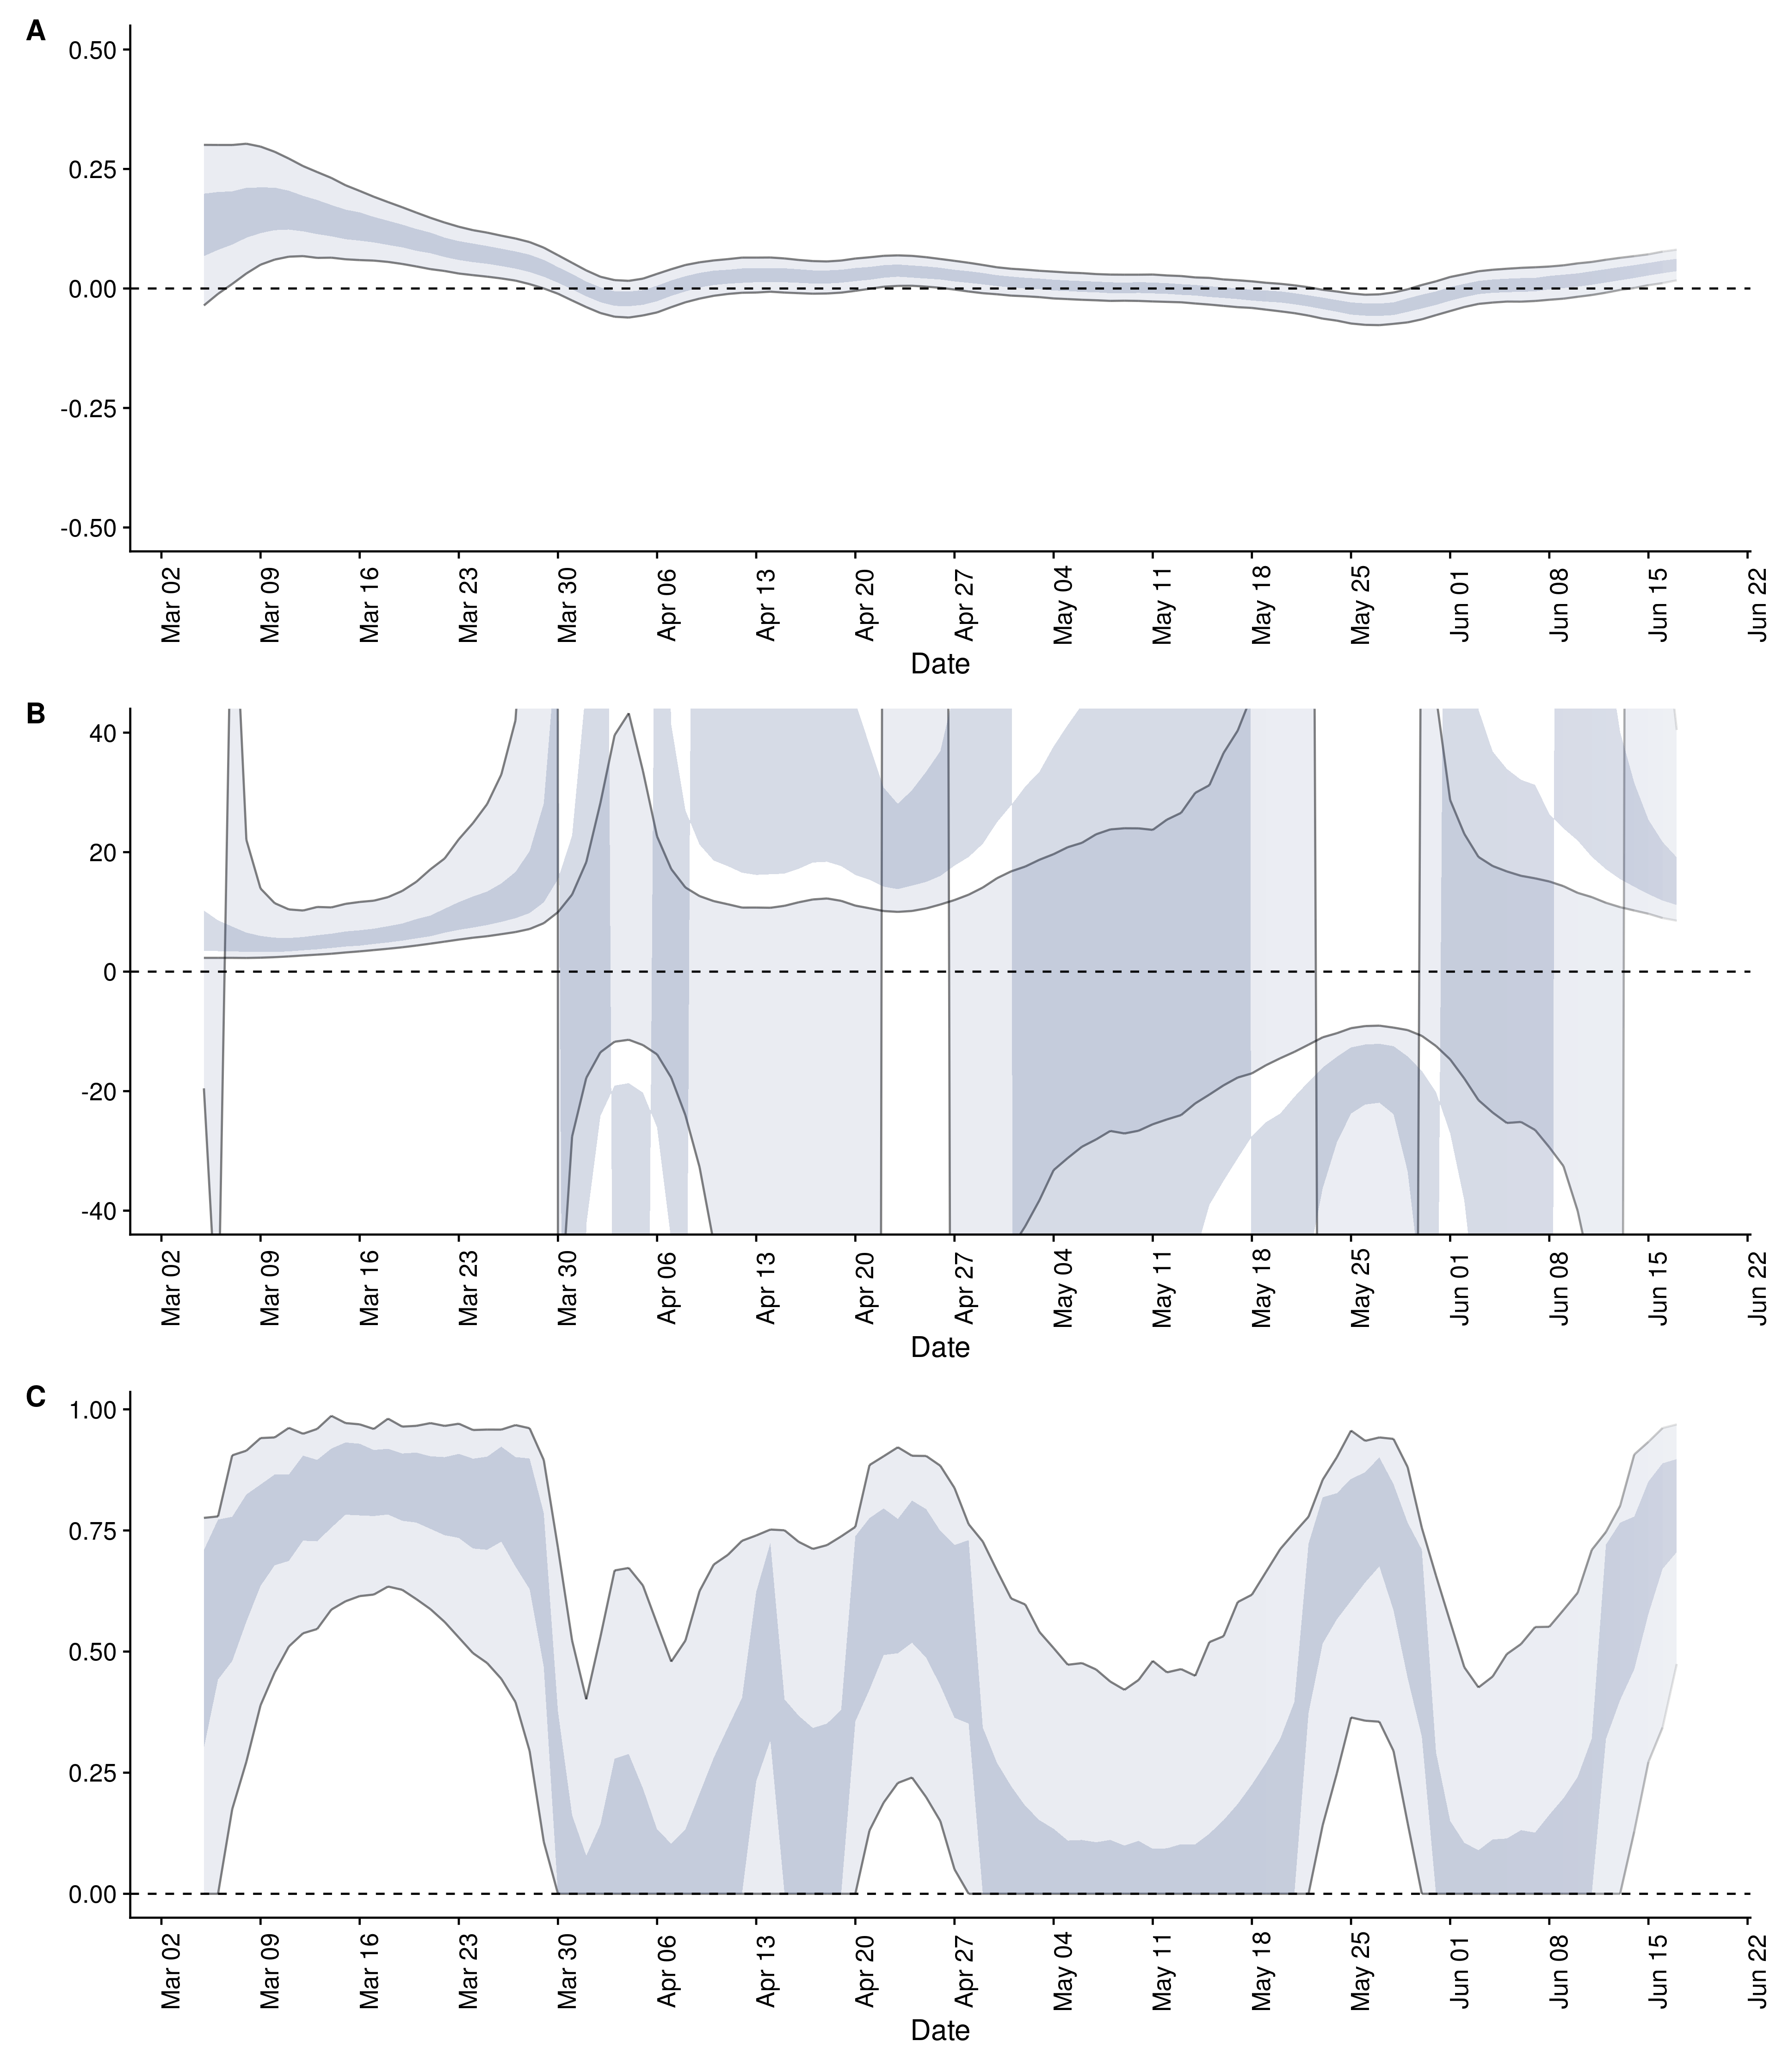 A
0.50
0.25
0.00
-0.25
-0.50
Mar 02
Mar 09
Mar 16
Mar 23
Mar 30
Apr 06
Apr 13
Apr 20
Apr 27
May 04
May 11
May 18
May 25
Jun 01
Jun 08
Jun 15
Jun 22
Date
B
40
20
0
-20
-40
Mar 02
Mar 09
Mar 16
Mar 23
Mar 30
Apr 06
Apr 13
Apr 20
Apr 27
May 04
May 11
May 18
May 25
Jun 01
Jun 08
Jun 15
Jun 22
Date
C
1.00
0.75
0.50
0.25
0.00
Mar 02
Mar 09
Mar 16
Mar 23
Mar 30
Apr 06
Apr 13
Apr 20
Apr 27
May 04
May 11
May 18
May 25
Jun 01
Jun 08
Jun 15
Jun 22
Date